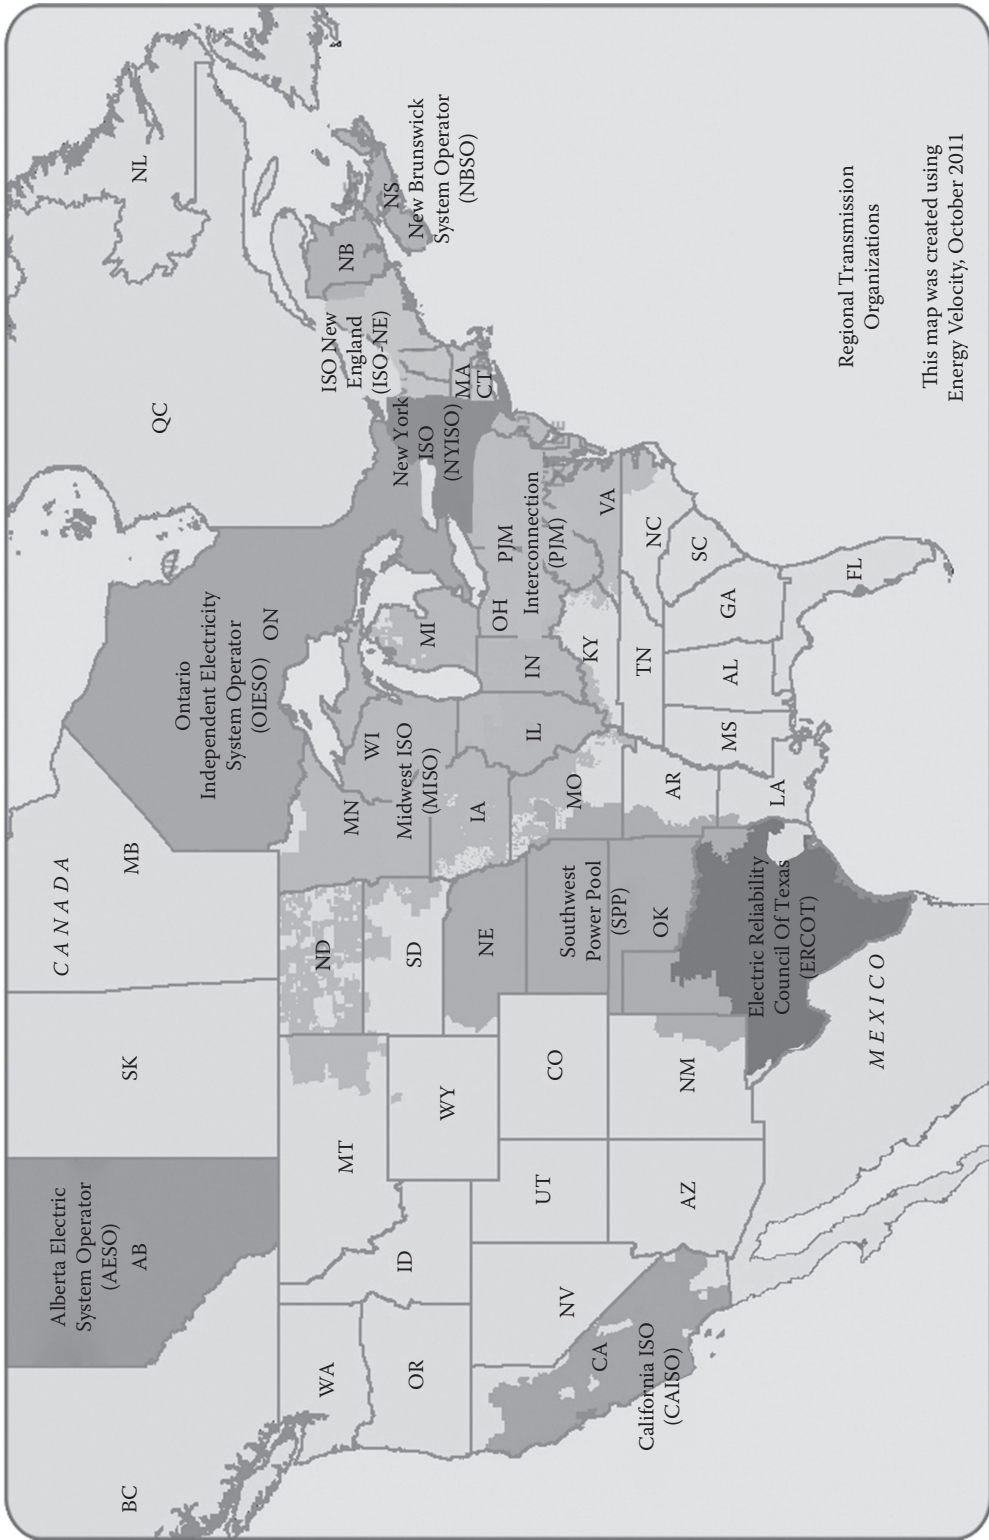 CANADA
BC
Alberta Electric
System Operator
(AESO)
AB
SK
MB
Ontario
Independent Electricity
System Operator
(OIESO)
ON
QC
NL
WA
OR
ID
MT
WY
ND
SD
NE
MN
WI
Midwest ISO
(MISO)
IA
MI
IL
IN
OH
PJM
Interconnection
(PJM)
New York
ISO
(NYISO)
ISO New
England
(ISO-NE)
MA
CT
NB
NS
New Brunswick
System Operator
(NBSO)
NV
UT
CO
CA
California ISO
(CAISO)
AZ
NM
Southwest
Power Pool
(SPP)
OK
MO
AR
LA
KY
TN
VA
NC
SC
GA
AL
MS
FL
Electric Reliability
Council Of Texas
(ERCOT)
MEXICO
Regional Transmission
Organizations
This map was created using
Energy Velocity, October 2011